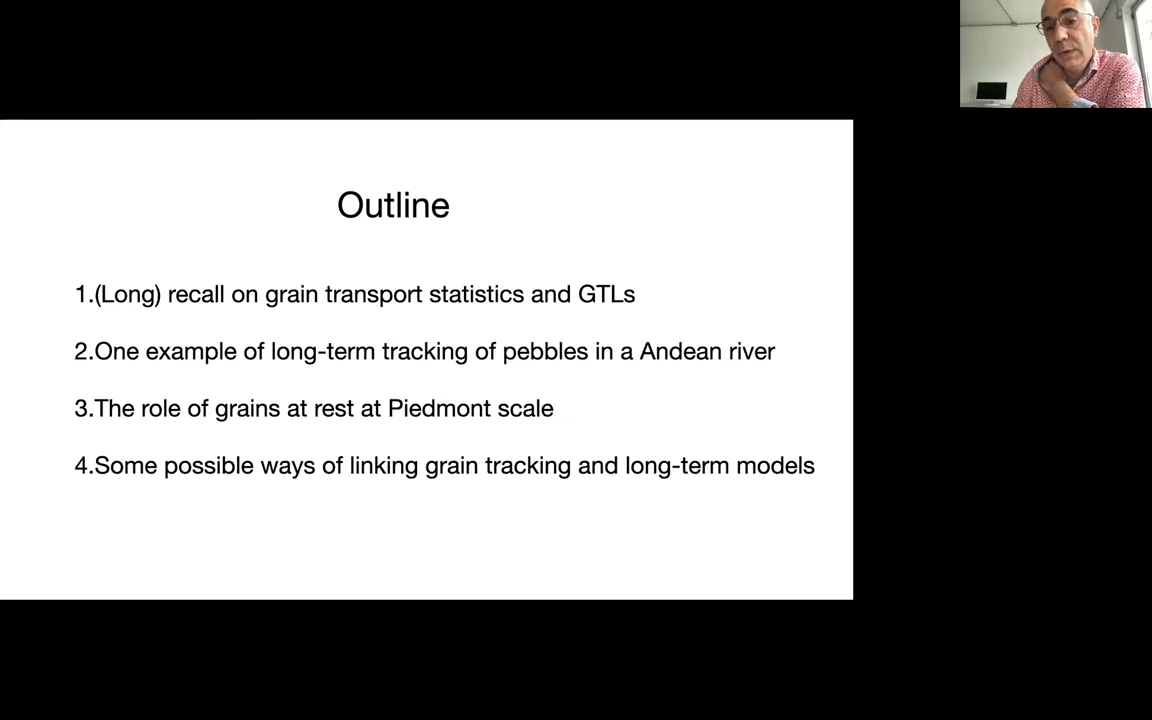 Outline
1.(Long) recall on grain transport statistics and GTLs
2.One example of long-term tracking of pebbles in a Andean river
3.The role of grains at rest at Piedmont scale
4.Some possible ways of linking grain tracking and long-term models